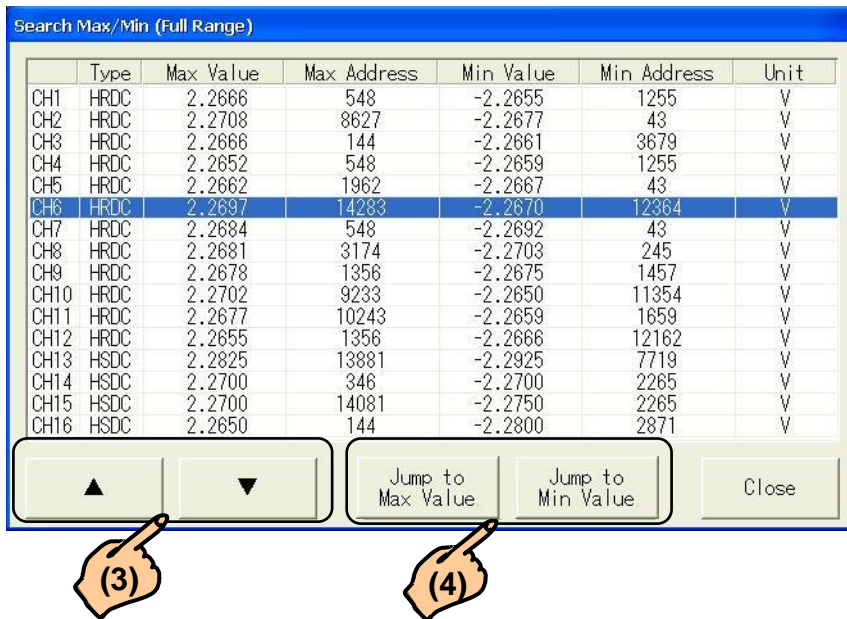 Search Max/Min (Full Range)
Type Max Value Max Address Min Value Min Address Unit
CH1 HRDC 2.2666 548 -2.2655 1255 V
CH2 HRDC 2.2708 8627 -2.2677 43 V
CH3 HRDC 2.2666 144 -2.2661 3679 V
CH4 HRDC 2.2652 548 -2.2659 1255 V
CH5 HRDC 2.2662 1962 -2.2667 43 V
CH6 HRDC 2.2697 14283 -2.2670 12364 V
CH7 HRDC 2.2684 548 -2.2692 43 V
CH8 HRDC 2.2681 3174 -2.2703 245 V
CH9 HRDC 2.2678 1356 -2.2675 1457 V
CH10 HRDC 2.2702 9233 -2.2650 11354 V
CH11 HRDC 2.2677 10243 -2.2659 1659 V
CH12 HRDC 2.2655 1356 -2.2666 12162 V
CH13 HSDC 2.2825 13881 -2.2925 7719 V
CH14 HSDC 2.2700 346 -2.2700 2265 V
CH15 HSDC 2.2700 14081 -2.2750 2265 V
CH16 HSDC 2.2650 144 -2.2800 2871 V
▲ ▼
Jump to
Max Value
Jump to
Min Value
Close
(3)
(4)